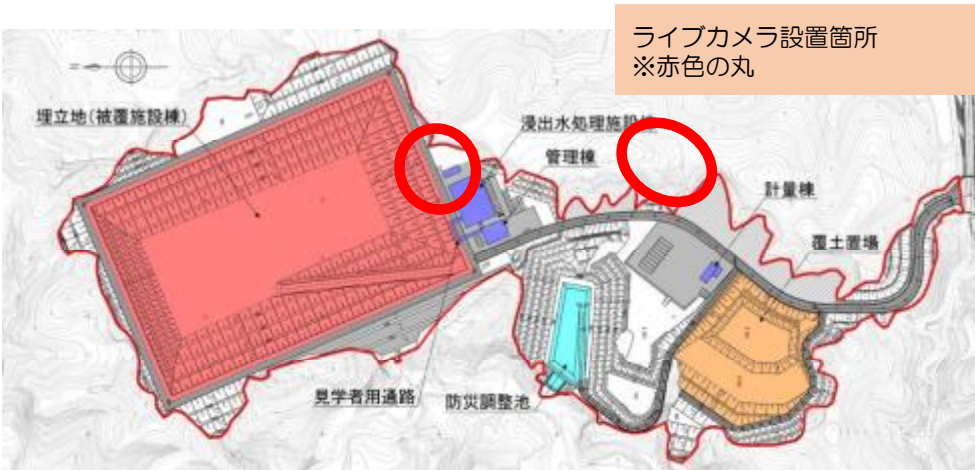 ライブカメラ設置箇所
※赤色の丸
埋立地(被覆施設棟)
浸出水処理施設
管理棟
計量棟
覆土置場
見学者用通路
防災調整池